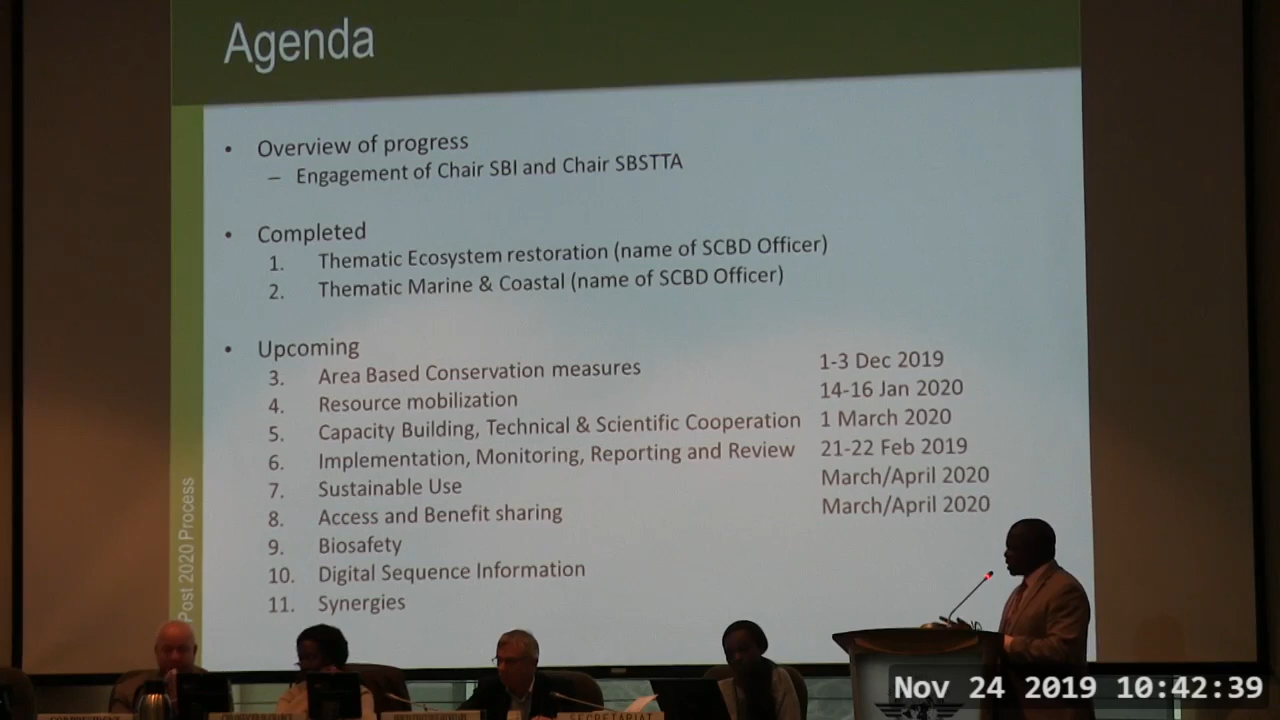 Agenda
• Overview of progress
– Engagement of Chair SBI and Chair SBSTTA
• Completed
1. Thematic Ecosystem restoration (name of SCBD Officer)
2. Thematic Marine & Coastal (name of SCBD Officer)
• Upcoming
3. Area Based Conservation measures 1-3 Dec 2019
4. Resource mobilization 14-16 Jan 2020
5. Capacity Building, Technical & Scientific Cooperation 1 March 2020
6. Implementation, Monitoring, Reporting and Review 21-22 Feb 2019
7. Sustainable Use March/April 2020
8. Access and Benefit sharing March/April 2020
9. Biosafety
10. Digital Sequence Information
11. Synergies
Post 2020 Process
SECRETARIAT
Nov 24 2019 10:42:39